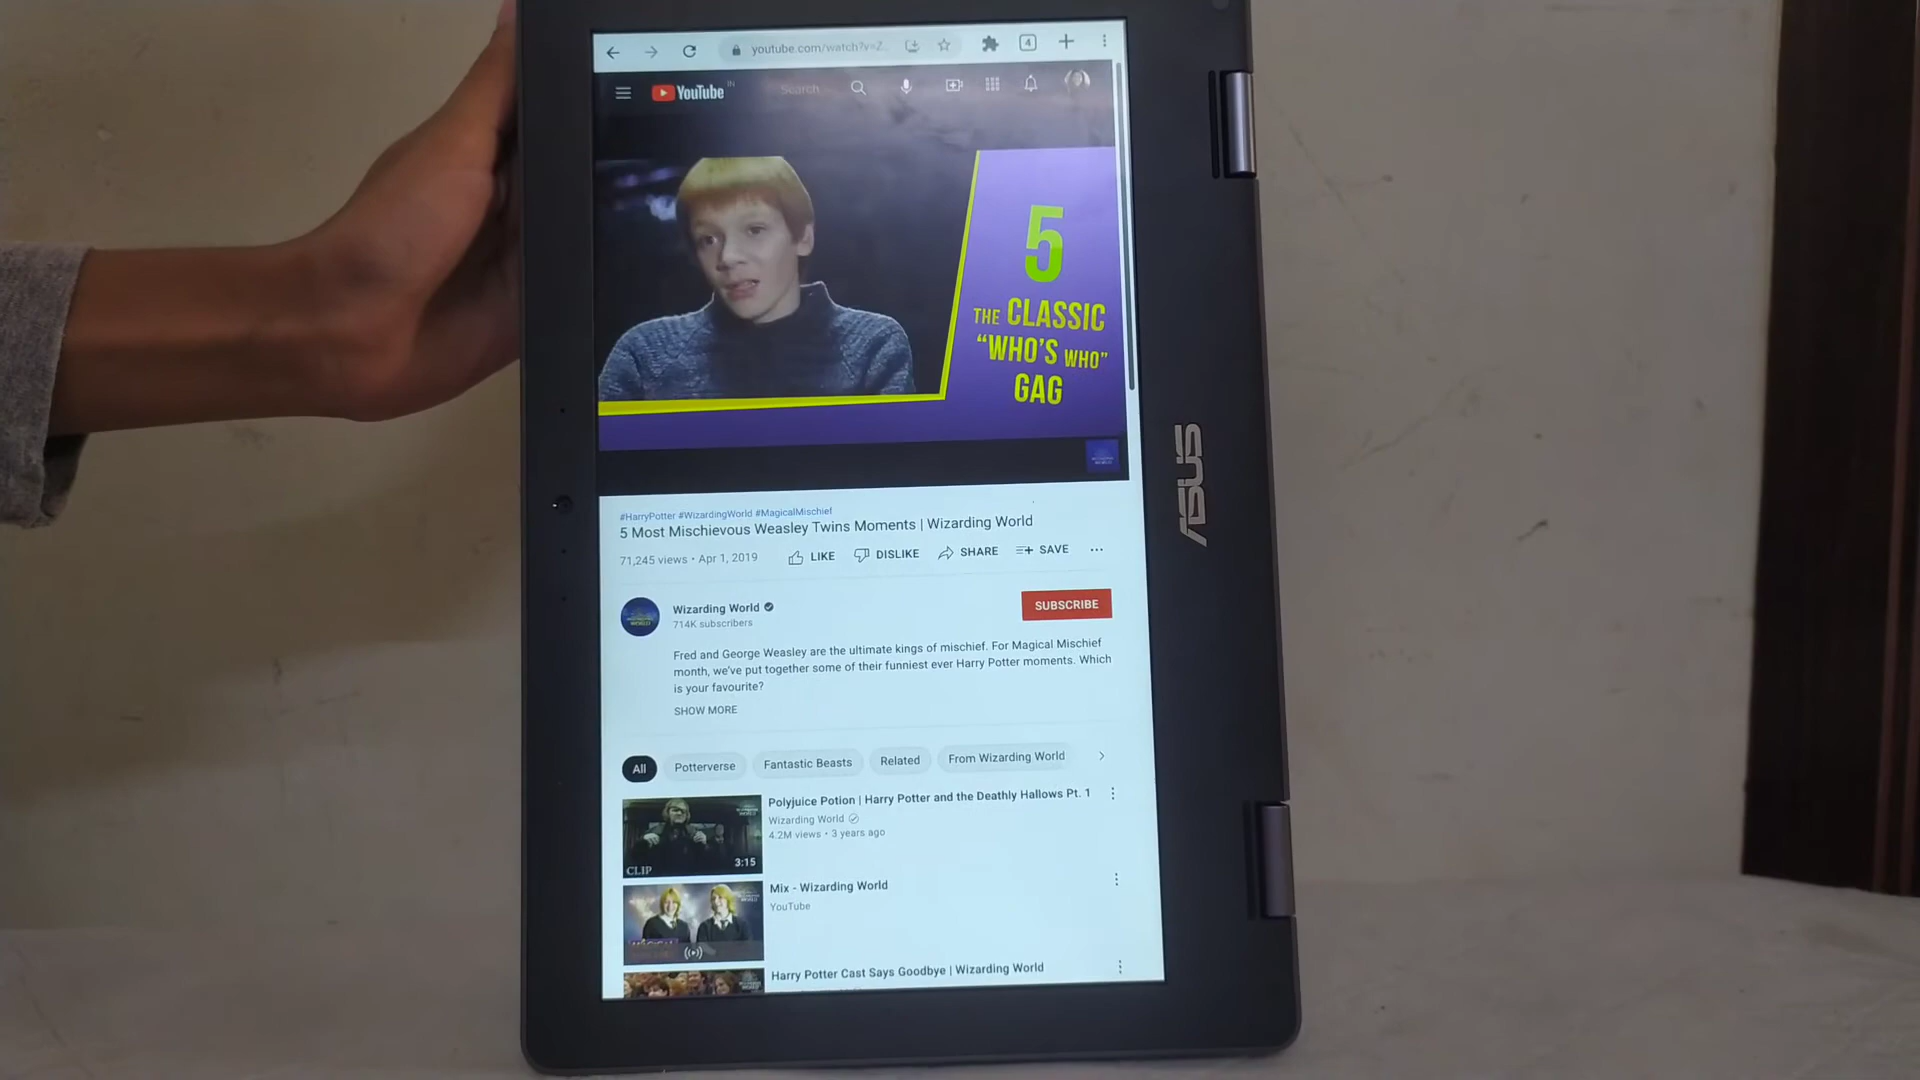 youtube.com/watch?v=Z...
4
YouTube IN
Search
5
THE CLASSIC
"WHO'S WHO"
GAG
#HarryPotter #WizardingWorld #MagicalMischief
5 Most Mischievous Weasley Twins Moments | Wizarding World
71,245 views • Apr 1, 2019 LIKE DISLIKE SHARE SAVE
Wizarding World
714K subscribers
SUBSCRIBE
Fred and George Weasley are the ultimate kings of mischief. For Magical Mischief
month, we've put together some of their funniest ever Harry Potter moments. Which
is your favourite?
SHOW MORE
All Potterverse Fantastic Beasts Related From Wizarding World
Polyjuice Potion | Harry Potter and the Deathly Hallows Pt. 1
Wizarding World
4.2M views • 3 years ago
CLIP 3:15
Mix - Wizarding World
YouTube
Harry Potter Cast Says Goodbye | Wizarding World
ASUS